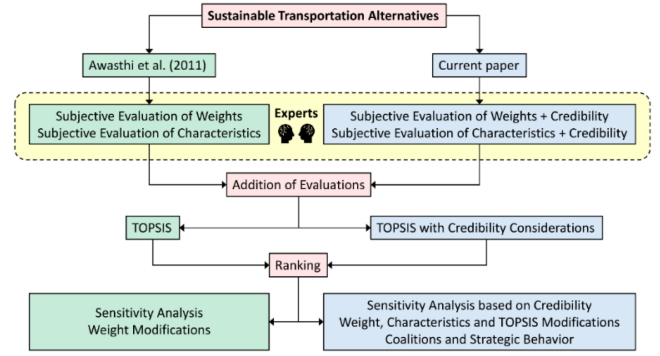 Sustainable Transportation Alternatives
Awasthi et al. (2011)
Current paper
Subjective Evaluation of Weights
Subjective Evaluation of Characteristics
Experts
Subjective Evaluation of Weights + Credibility
Subjective Evaluation of Characteristics + Credibility
Addition of Evaluations
TOPSIS
TOPSIS with Credibility Considerations
Ranking
Sensitivity Analysis
Weight Modifications
Sensitivity Analysis based on Credibility
Weight, Characteristics and TOPSIS Modifications
Coalitions and Strategic Behavior